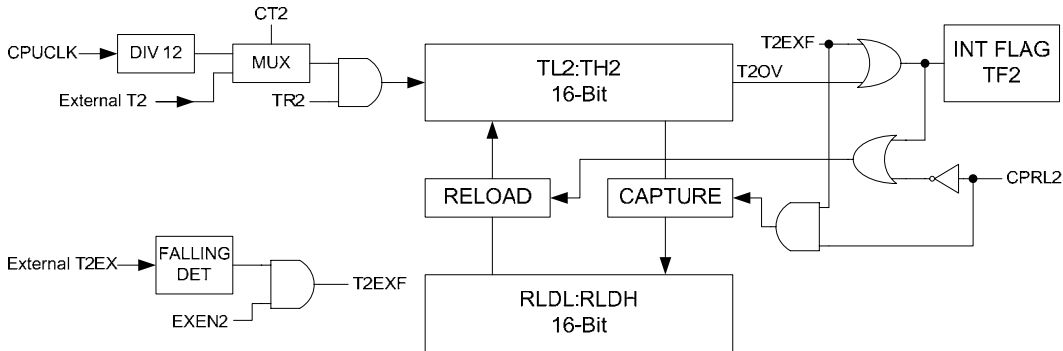 CT2
CPUCLK
DIV 12
MUX
External T2
TR2
TL2:TH2
16-Bit
T2EXF
T2OV
INT FLAG
TF2
RELOAD
CAPTURE
CPRL2
External T2EX
FALLING
DET
EXEN2
T2EXF
RLDL:RLDH
16-Bit